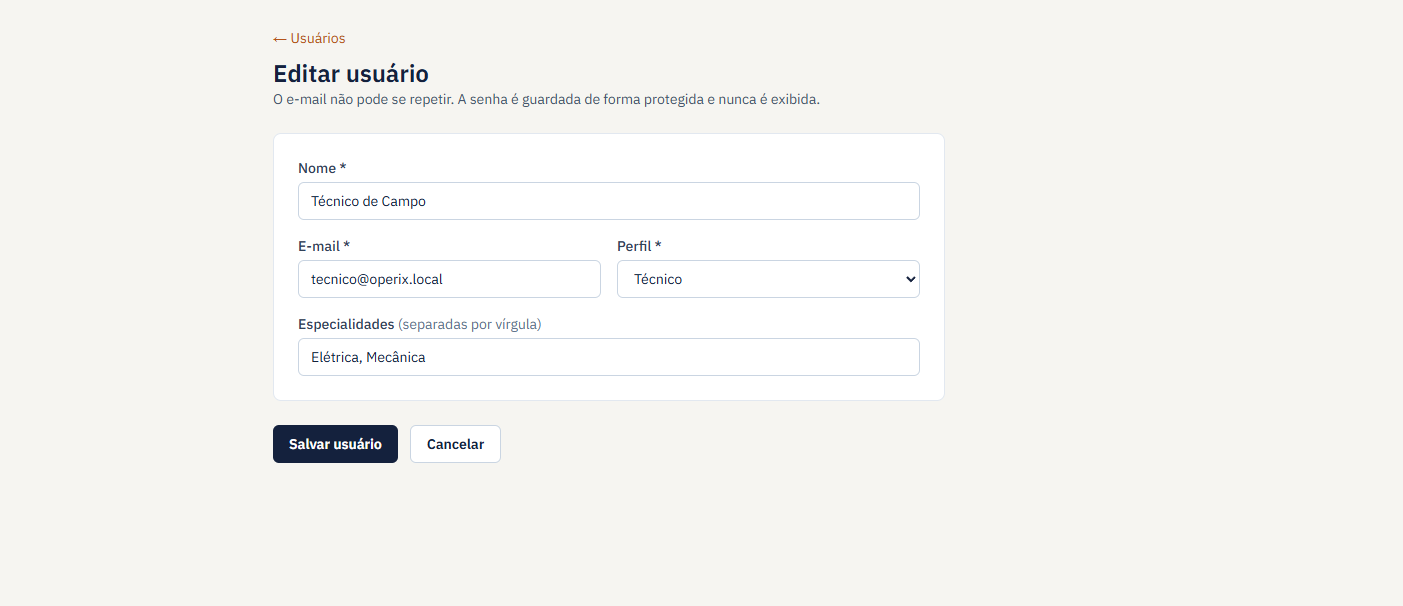 ← Usuários
Editar usuário
O e-mail não pode se repetir. A senha é guardada de forma protegida e nunca é exibida.
Nome *
Técnico de Campo
E-mail * Perfil *
tecnico@operix.local Técnico
Especialidades (separadas por vírgula)
Elétrica, Mecânica
Salvar usuário Cancelar